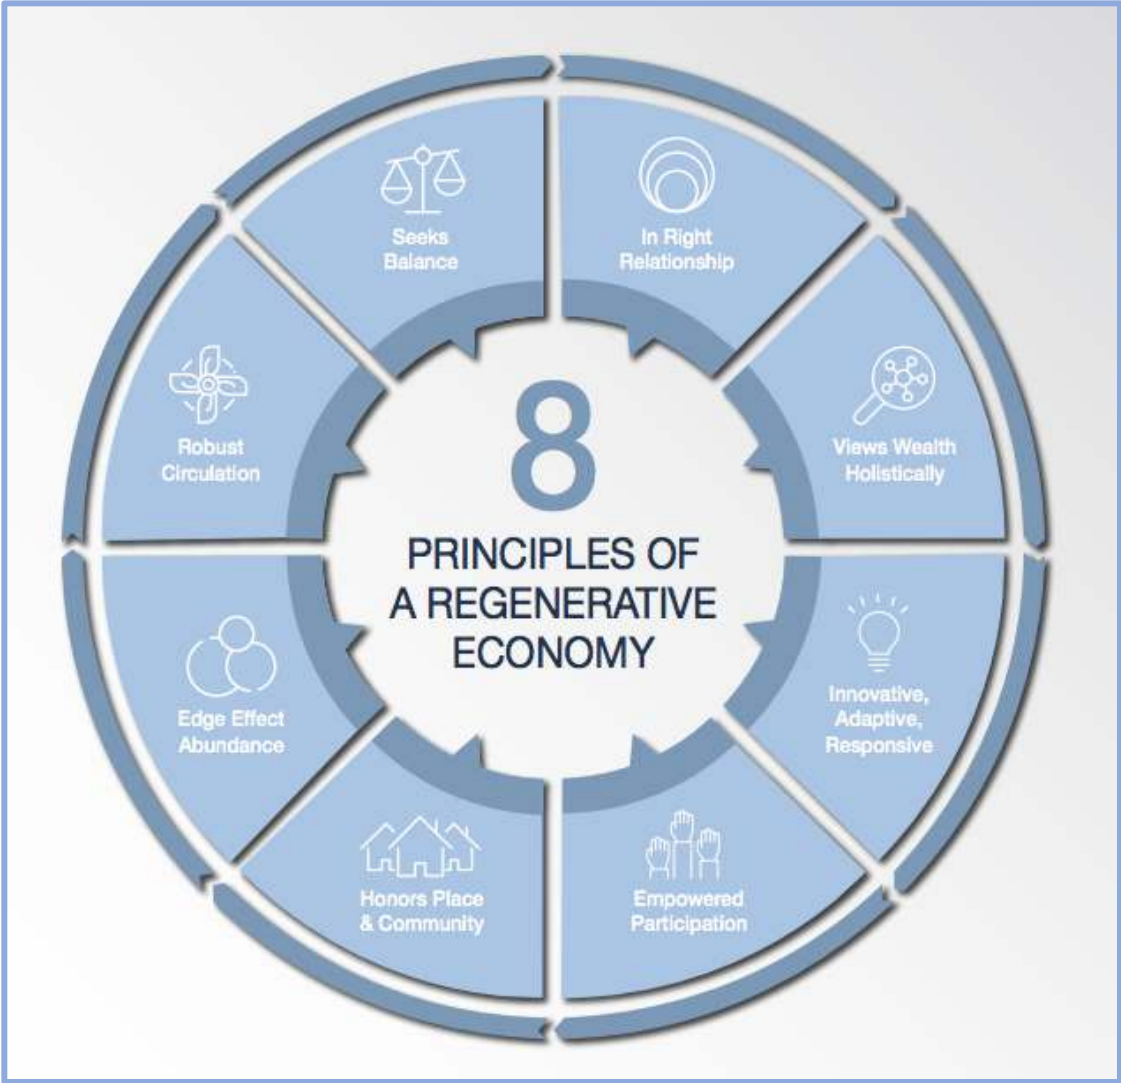 8
PRINCIPLES OF
A REGENERATIVE
ECONOMY
In Right
Relationship
Views Wealth
Holistically
Innovative,
Adaptive,
Responsive
Empowered
Participation
Honors Place
& Community
Edge Effect
Abundance
Robust
Circulation
Seeks
Balance